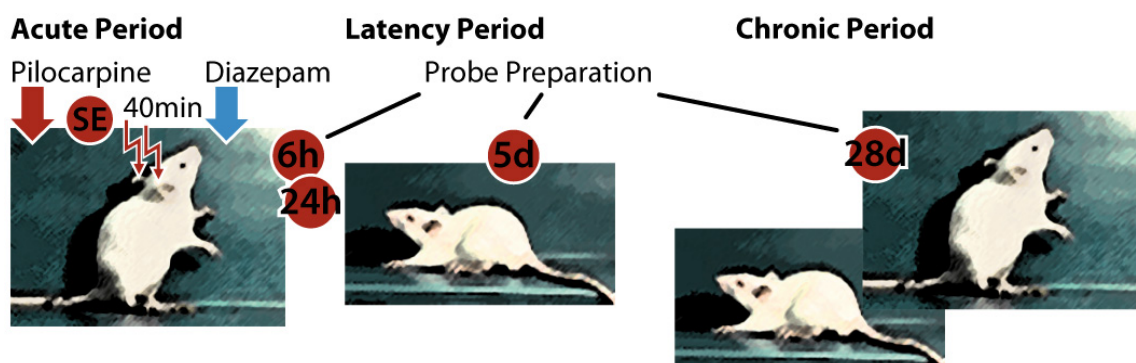 Acute Period
Latency Period
Chronic Period
Pilocarpine
Diazepam
Probe Preparation
SE
40min
6h
24h
5d
28d